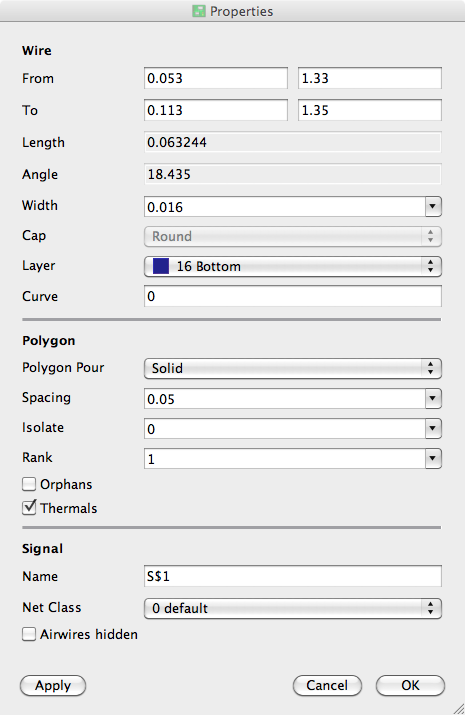 Properties
Wire
From 0.053 1.33
To 0.113 1.35
Length 0.063244
Angle 18.435
Width 0.016
Cap Round
Layer 16 Bottom
Curve 0
Polygon
Polygon Pour Solid
Spacing 0.05
Isolate 0
Rank 1
Orphans
Thermals
Signal
Name S$1
Net Class 0 default
Airwires hidden
Apply Cancel OK